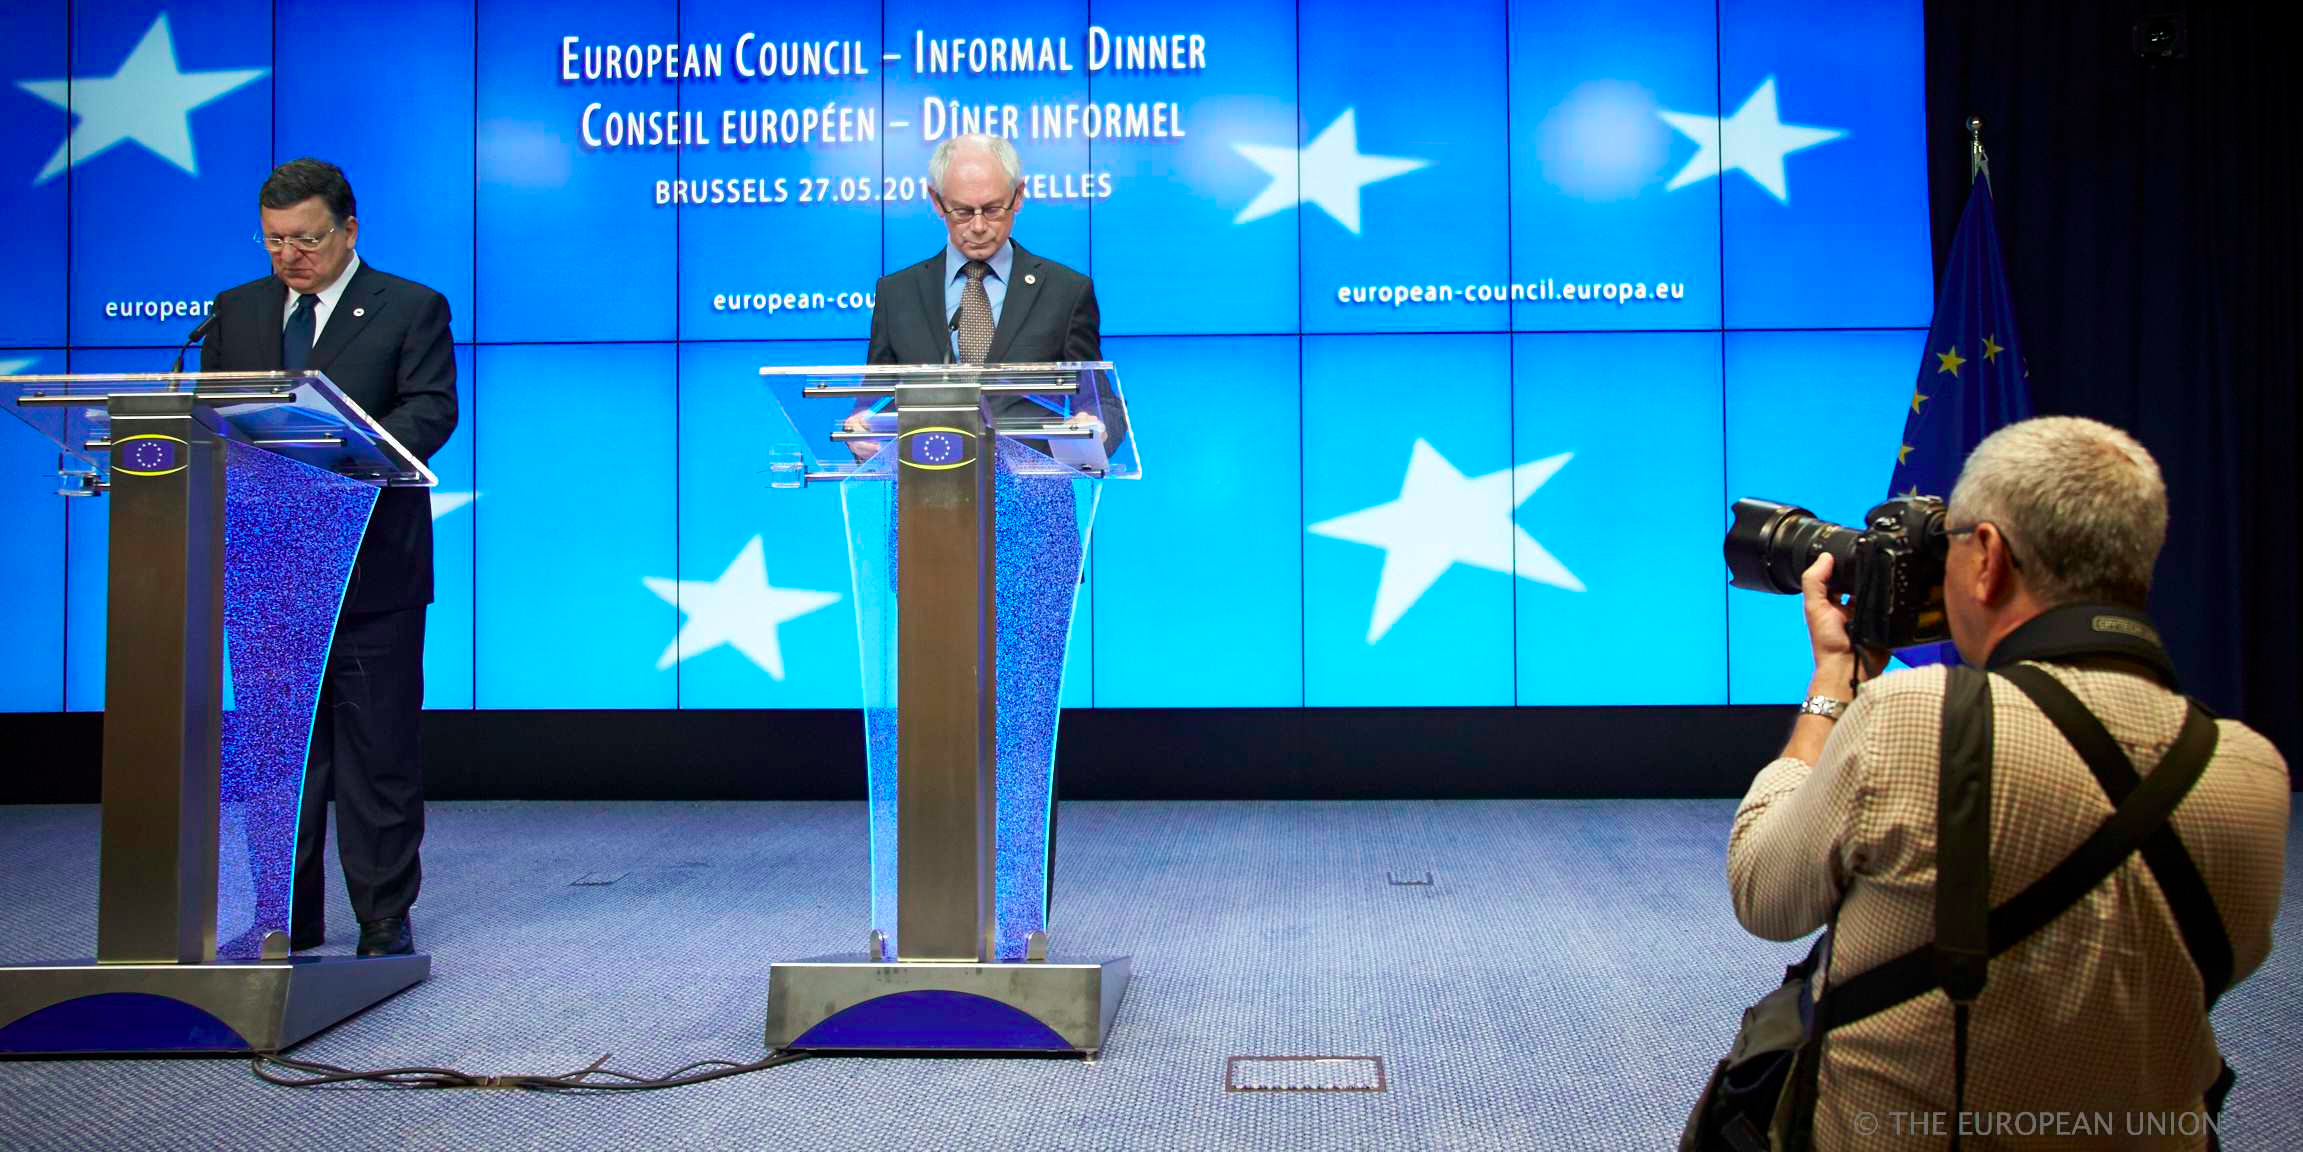 European Council – Informal Dinner
Conseil européen – Dîner informel
BRUSSELS 27.05.201 XELLES
european
european-cou
european-council.europa.eu
© THE EUROPEAN UNION